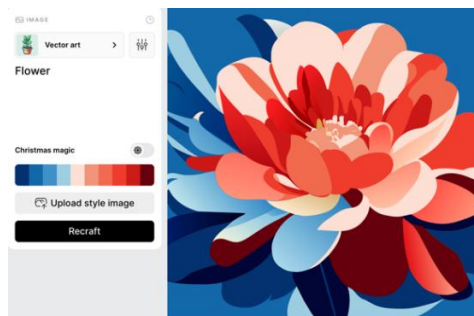 IMAGE
Vector art
Flower
Christmas magic
Upload style image
Recraft